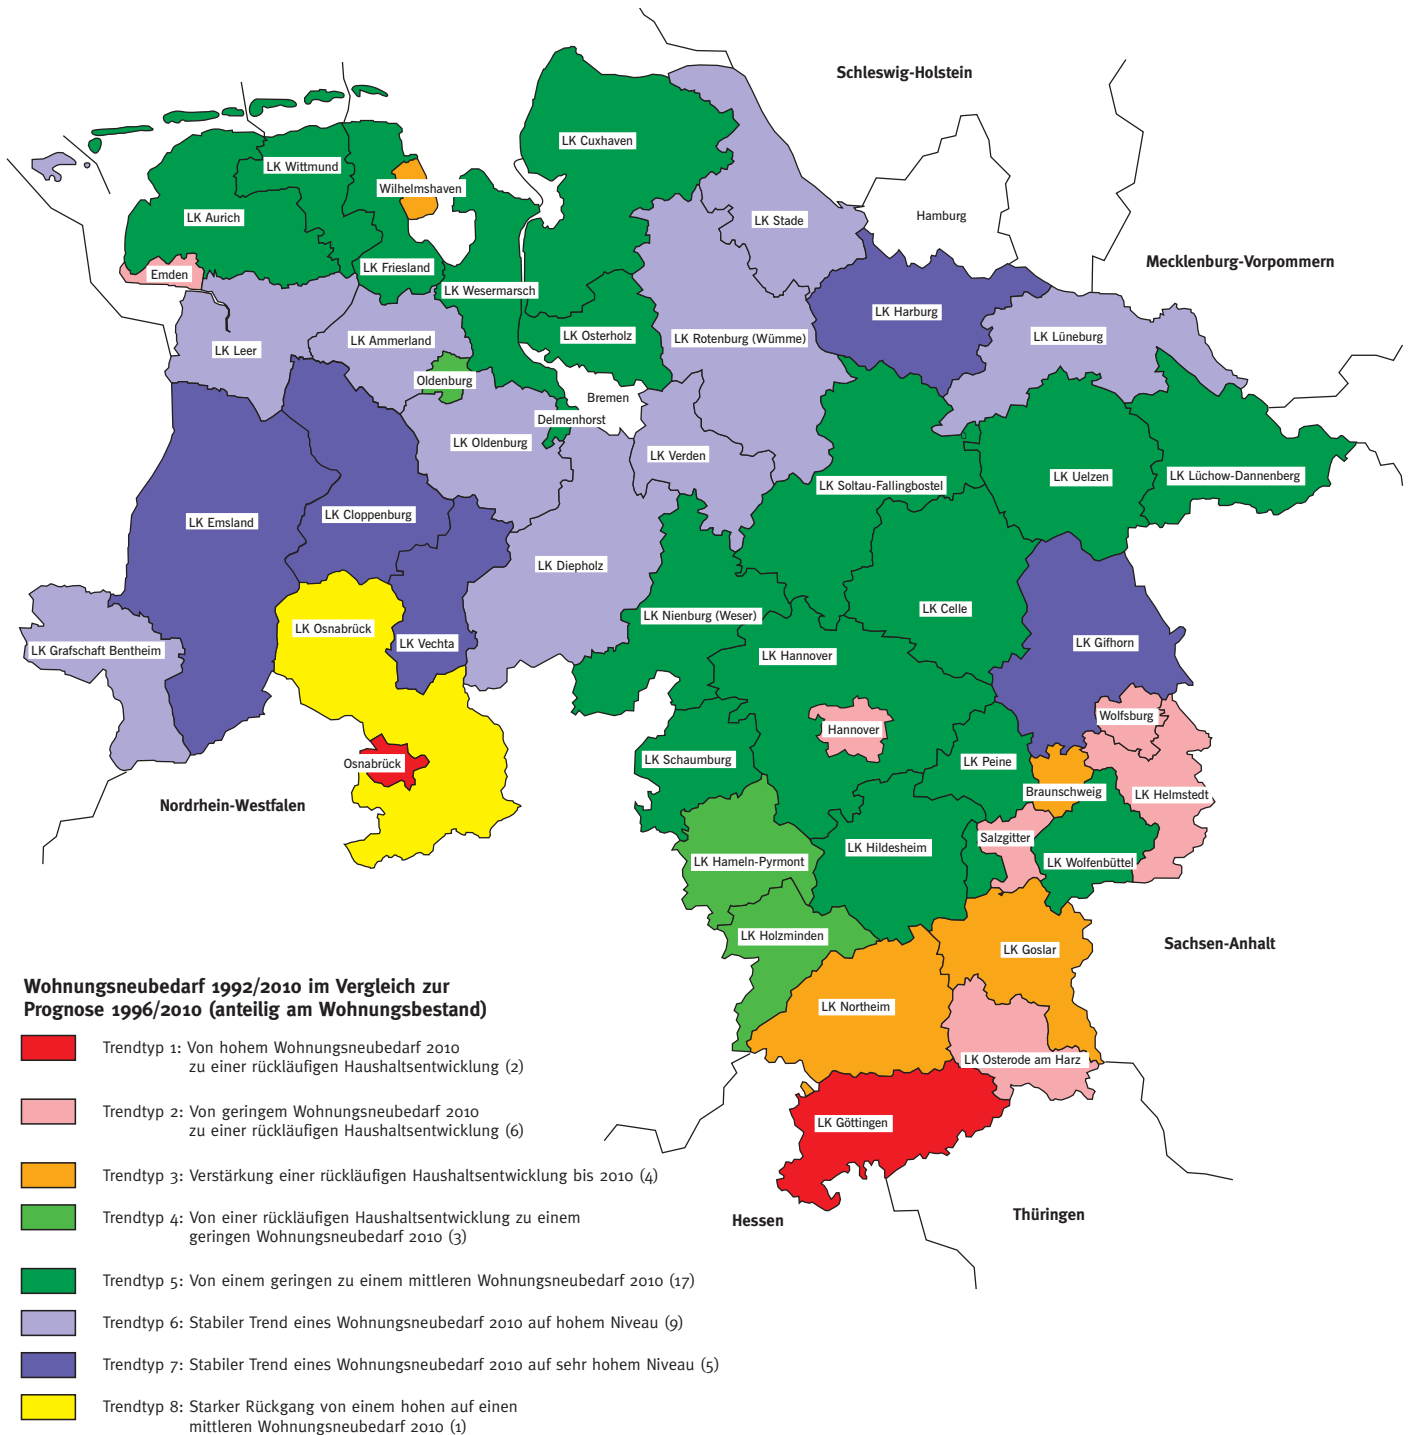 Schleswig-Holstein
LK Cuxhaven
LK Wittmund
Wilhelmshaven
LK Aurich
LK Stade
Hamburg
Mecklenburg-Vorpommern
Emden
LK Friesland
LK Wesermarsch
LK Harburg
LK Leer
LK Ammerland
LK Osterholz
LK Rotenburg (Wümme)
LK Lüneburg
Oldenburg
Bremen
Delmenhorst
LK Oldenburg
LK Verden
LK Soltau-Fallingbostel
LK Uelzen
LK Lüchow-Dannenberg
LK Emsland
LK Cloppenburg
LK Diepholz
LK Celle
LK Nienburg (Weser)
LK Osnabrück
LK Vechta
LK Grafschaft Bentheim
LK Hannover
LK Gifhorn
Wolfsburg
Hannover
Osnabrück
LK Schaumburg
LK Peine
Braunschweig
LK Helmstedt
Nordrhein-Westfalen
Salzgitter
LK Hameln-Pyrmont
LK Hildesheim
LK Wolfenbüttel
LK Holzminden
LK Goslar
Sachsen-Anhalt
LK Northeim
LK Osterode am Harz
LK Göttingen
Hessen
Thüringen
Wohnungsneubedarf 1992/2010 im Vergleich zur
Prognose 1996/2010 (anteilig am Wohnungsbestand)
Trendtyp 1: Von hohem Wohnungsneubedarf 2010
zu einer rückläufigen Haushaltsentwicklung (2)
Trendtyp 2: Von geringem Wohnungsneubedarf 2010
zu einer rückläufigen Haushaltsentwicklung (6)
Trendtyp 3: Verstärkung einer rückläufigen Haushaltsentwicklung bis 2010 (4)
Trendtyp 4: Von einer rückläufigen Haushaltsentwicklung zu einem
geringen Wohnungsneubedarf 2010 (3)
Trendtyp 5: Von einem geringen zu einem mittleren Wohnungsneubedarf 2010 (17)
Trendtyp 6: Stabiler Trend eines Wohnungsneubedarf 2010 auf hohem Niveau (9)
Trendtyp 7: Stabiler Trend eines Wohnungsneubedarf 2010 auf sehr hohem Niveau (5)
Trendtyp 8: Starker Rückgang von einem hohen auf einen
mittleren Wohnungsneubedarf 2010 (1)